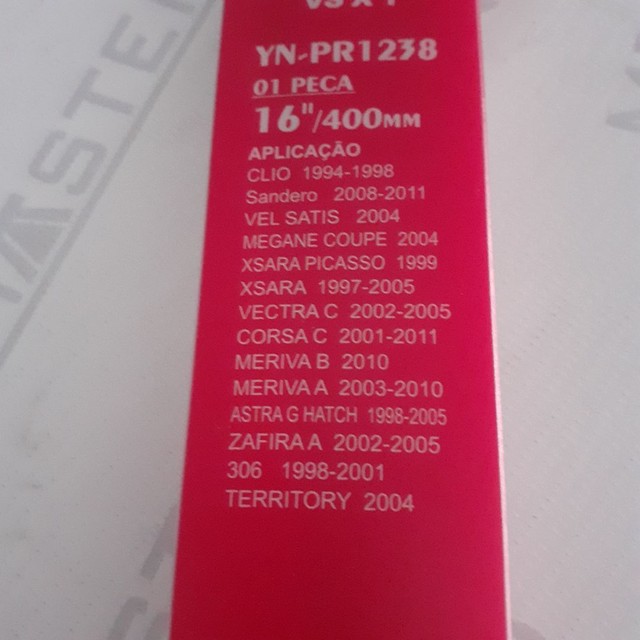 YN-PR1238
01 PECA
16"/400MM
APLICAÇÃO
CLIO 1994-1998
Sandero 2008-2011
VEL SATIS 2004
MEGANE COUPE 2004
XSARA PICASSO 1999
XSARA 1997-2005
VECTRA C 2002-2005
CORSA C 2001-2011
MERIVA B 2010
MERIVA A 2003-2010
ASTRA G HATCH 1998-2005
ZAFIRA A 2002-2005
306 1998-2001
TERRITORY 2004